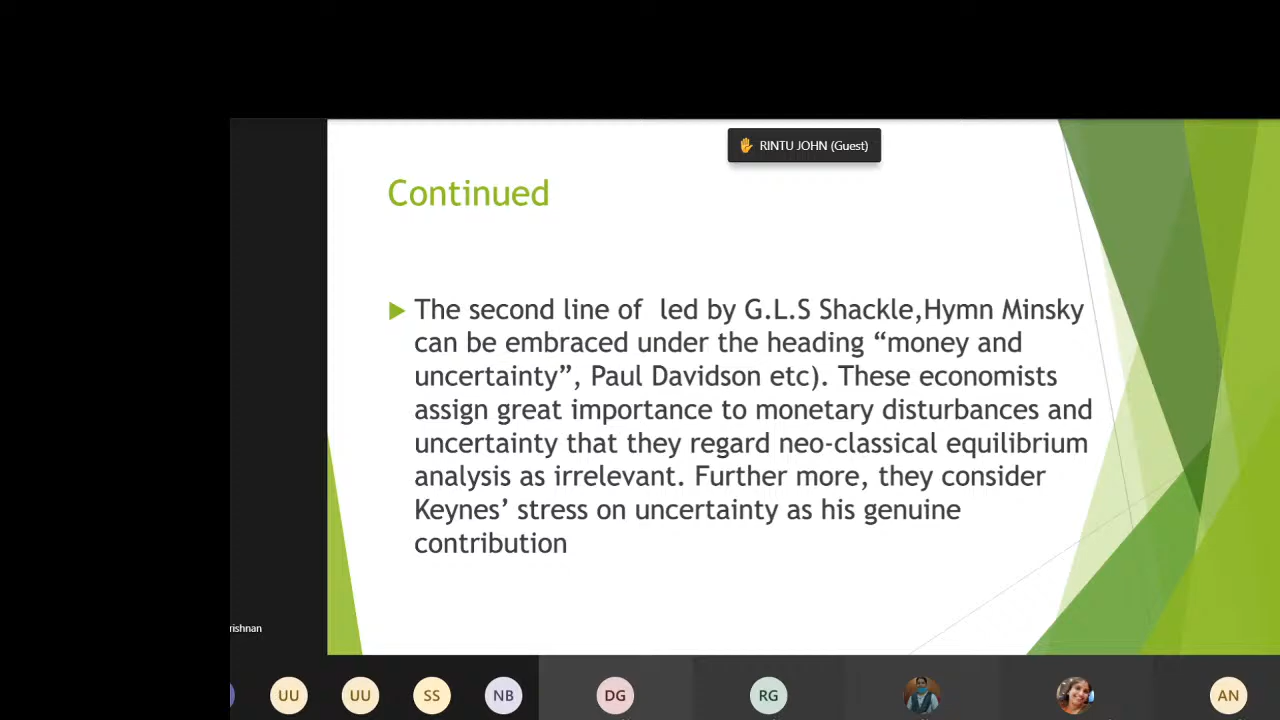 RINTU JOHN (Guest)
Continued
The second line of led by G.L.S Shackle,Hymn Minsky
can be embraced under the heading “money and
uncertainty”, Paul Davidson etc). These economists
assign great importance to monetary disturbances and
uncertainty that they regard neo-classical equilibrium
analysis as irrelevant. Further more, they consider
Keynes’ stress on uncertainty as his genuine
contribution
rishnan
UU UU SS NB DG RG AN